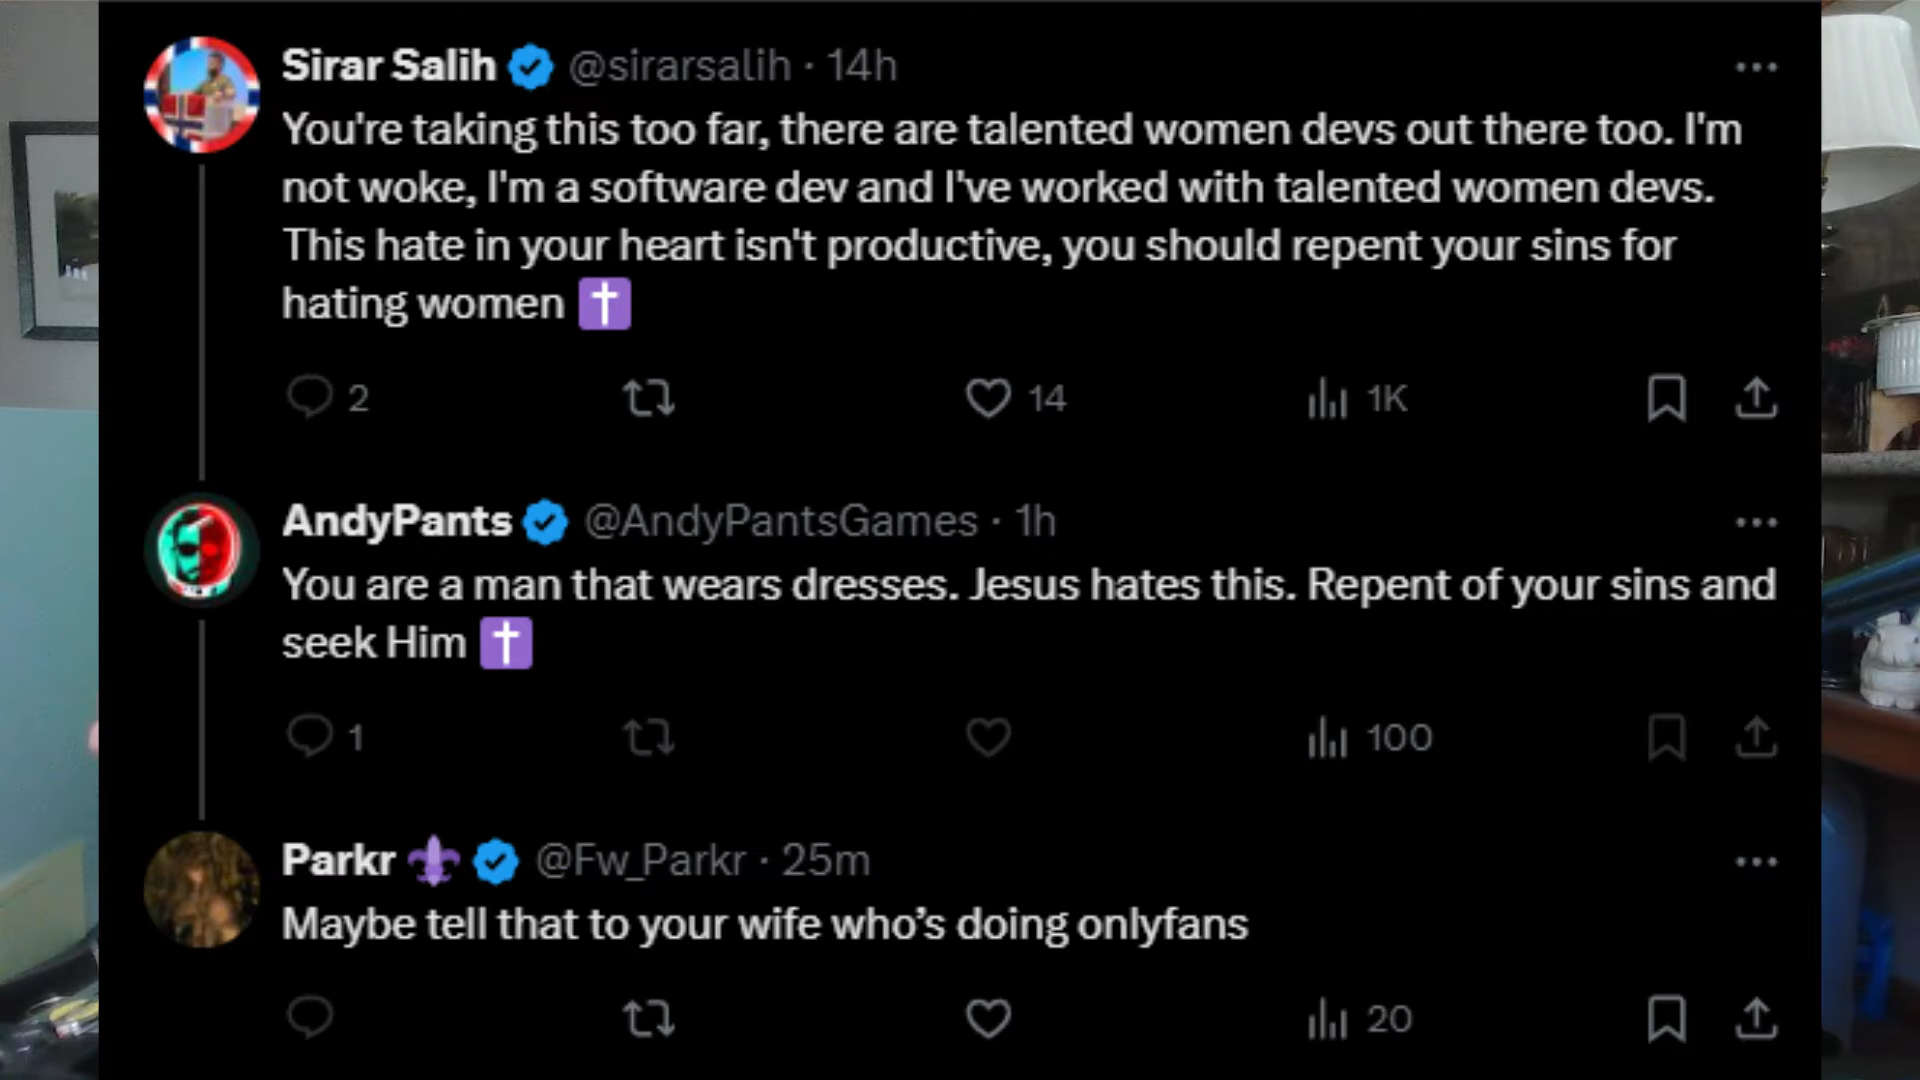 Sirar Salih @sirarsalih · 14h
You're taking this too far, there are talented women devs out there too. I'm
not woke, I'm a software dev and I've worked with talented women devs.
This hate in your heart isn't productive, you should repent your sins for
hating women ✝️
2 14 1K
AndyPants @AndyPantsGames · 1h
You are a man that wears dresses. Jesus hates this. Repent of your sins and
seek Him ✝️
1 100
Parkr ⚜️ @Fw_Parkr · 25m
Maybe tell that to your wife who’s doing onlyfans
20